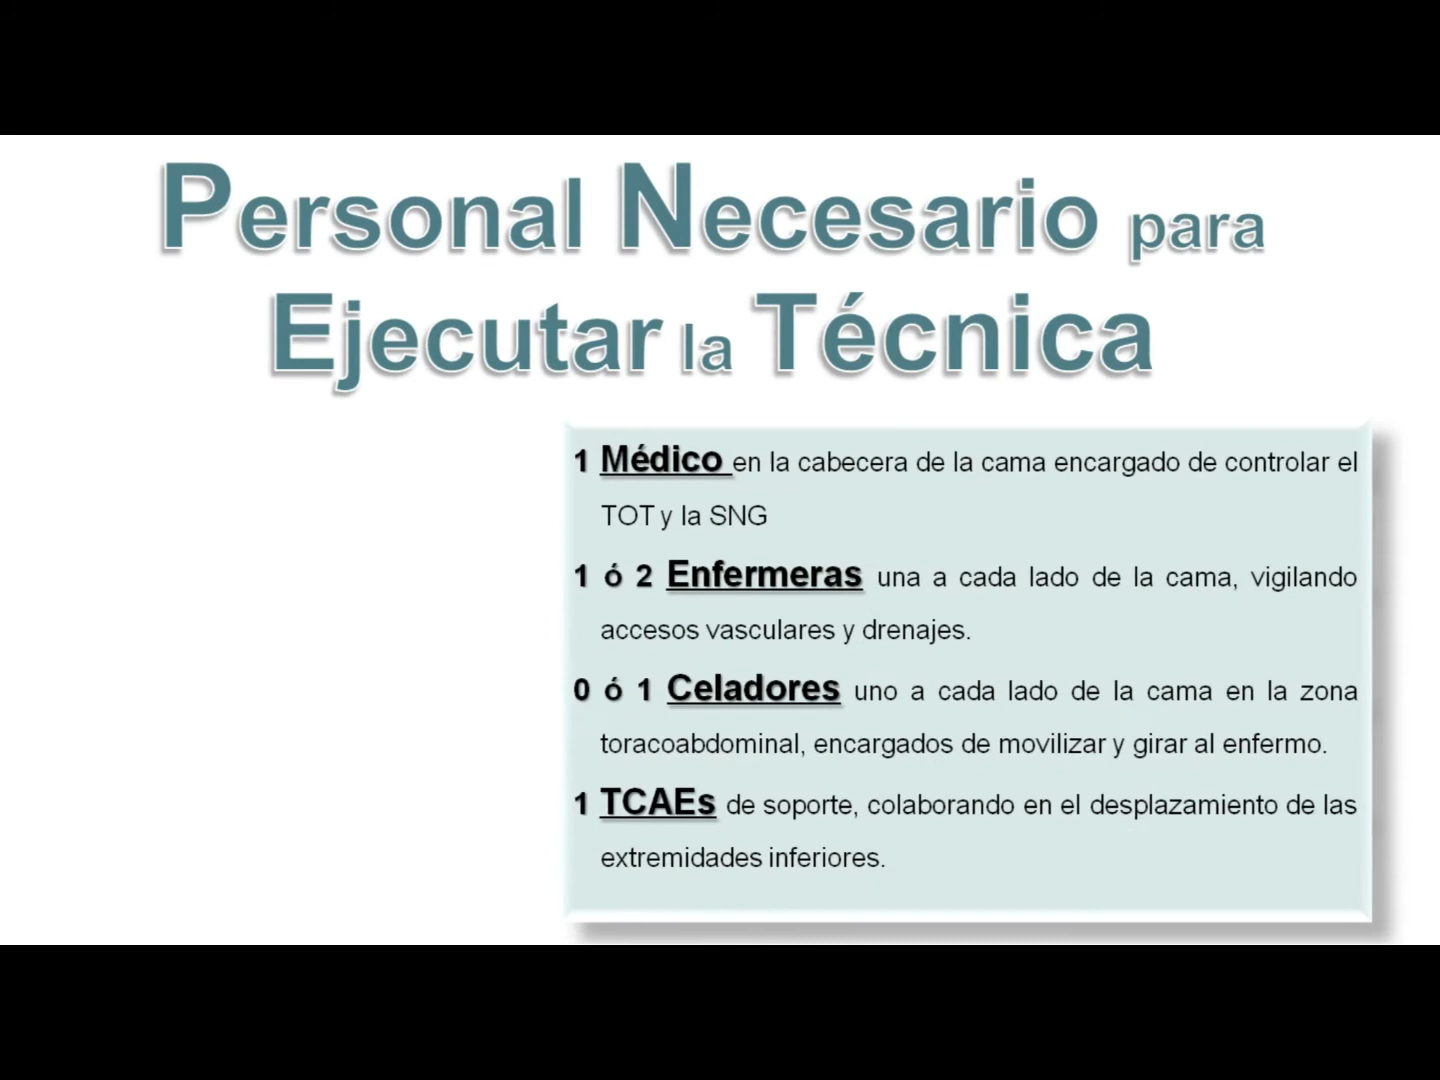 Personal Necesario para
Ejecutar la Técnica
1 Médico en la cabecera de la cama encargado de controlar el
TOT y la SNG
1 ó 2 Enfermeras una a cada lado de la cama, vigilando
accesos vasculares y drenajes.
0 ó 1 Celadores uno a cada lado de la cama en la zona
toracoabdominal, encargados de movilizar y girar al enfermo.
1 TCAEs de soporte, colaborando en el desplazamiento de las
extremidades inferiores.